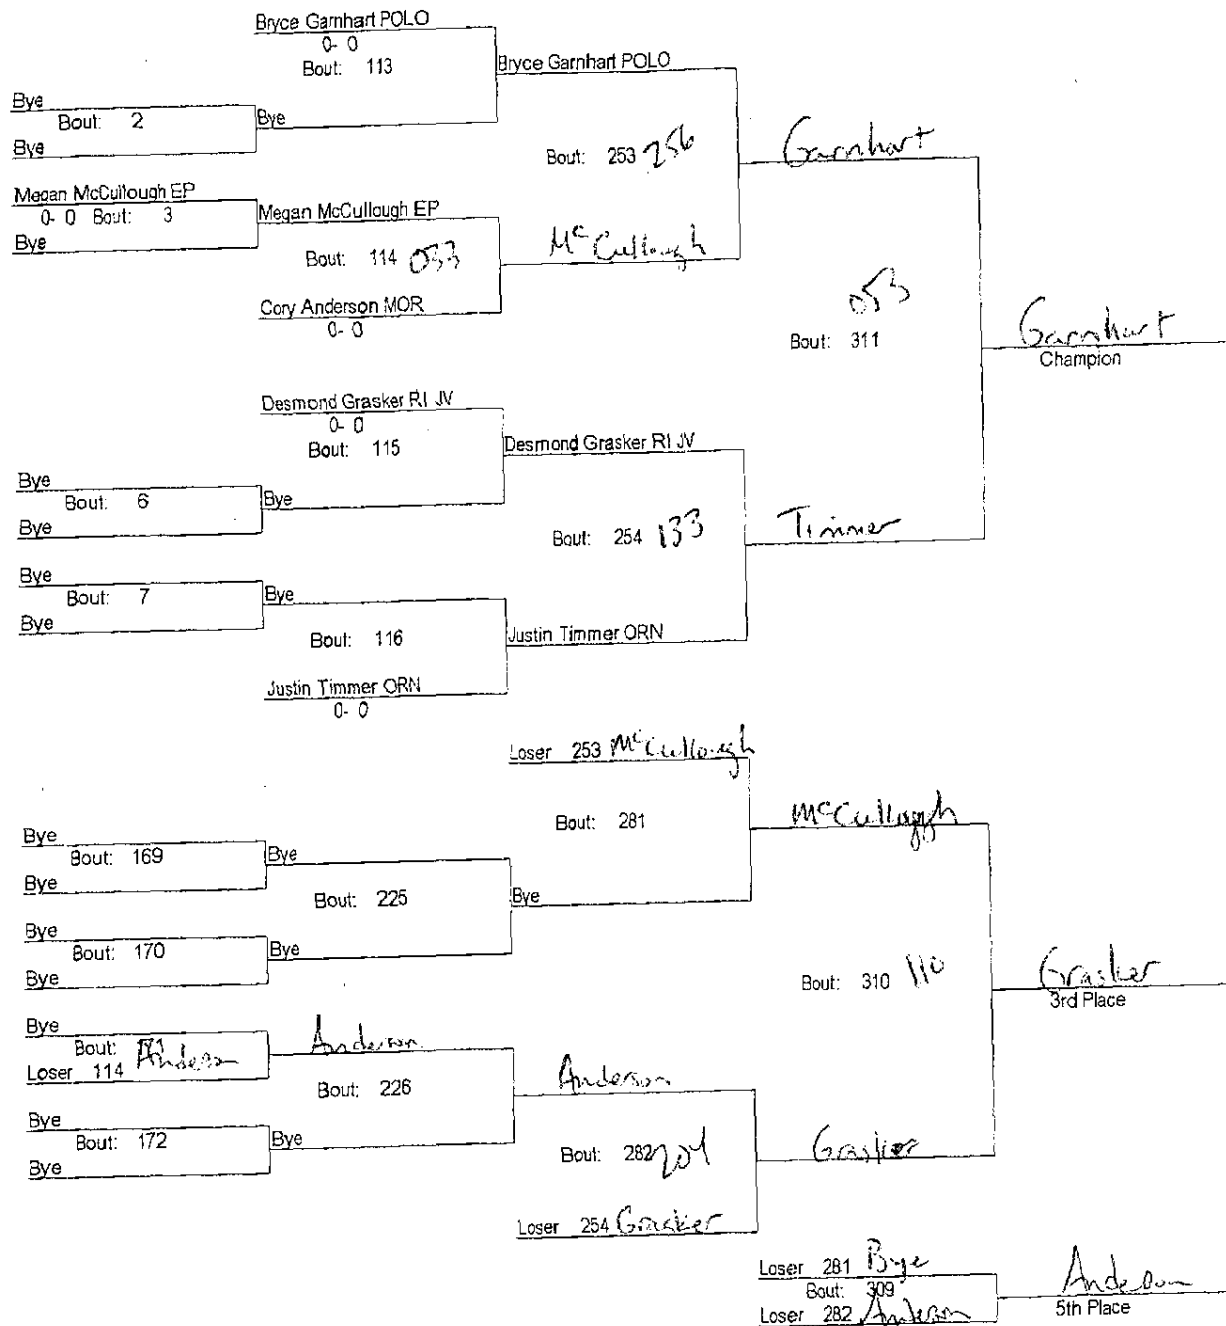 Bryce Garnhart POLO
0- 0
Bout: 113
Bryce Garnhart POLO
Bye
Bout: 2
Bye
Bye
Bout: 253 256
Garnhart
Megan McCullough EP
0- 0 Bout: 3
Bye
Megan McCullough EP
Bout: 114 033
McCullough
Cory Anderson MOR
0- 0
053
Bout: 311
Garnhart
Champion
Desmond Grasker RI JV
0- 0
Bout: 115
Desmond Grasker RI JV
Bye
Bout: 6
Bye
Bye
Bout: 254 133
Timmer
Bye
Bout: 7
Bye
Bye
Bout: 116
Justin Timmer ORN
Justin Timmer ORN
0- 0
Loser 253 McCullough
Bout: 281
McCullough
Bye
Bout: 169
Bye
Bye
Bout: 225
Bye
Bye
Bout: 170
Bye
Bye
Bout: 310 110
Grasker
3rd Place
Bye
Bout: 171
Loser 114 Anderson
Anderson
Bout: 226
Anderson
Bye
Bout: 172
Bye
Bye
Bout: 282 204
Grasker
Loser 254 Grasker
Loser 281 Bye
Bout: 309
Loser 282 Anderson
Anderson
5th Place